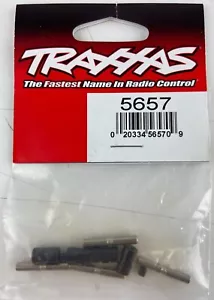 TRAXXAS
The Fastest Name In Radio Control
5657
0 20334 56570 9